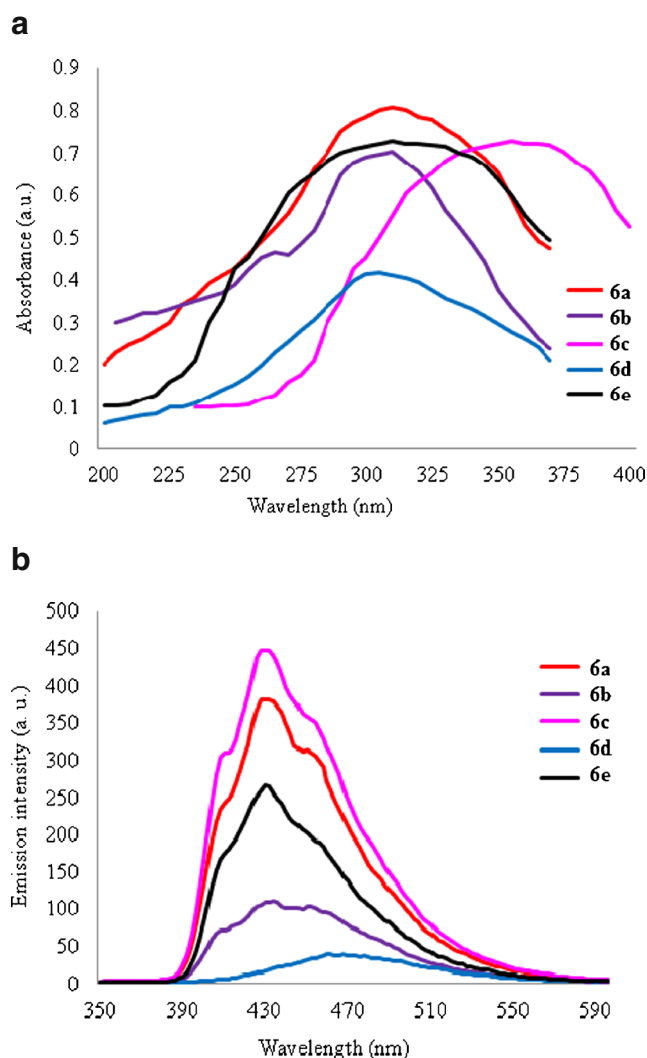 a
0.9
0.8
0.7
0.6
0.5
0.4
0.3
0.2
0.1
0
Absorbance (a.u.)
200 225 250 275 300 325 350 375 400
Wavelength (nm)
6a
6b
6c
6d
6e
b
500
450
400
350
300
250
200
150
100
50
0
Emission intensity (a. u.)
350 390 430 470 510 550 590
Wavelength (nm)
6a
6b
6c
6d
6e